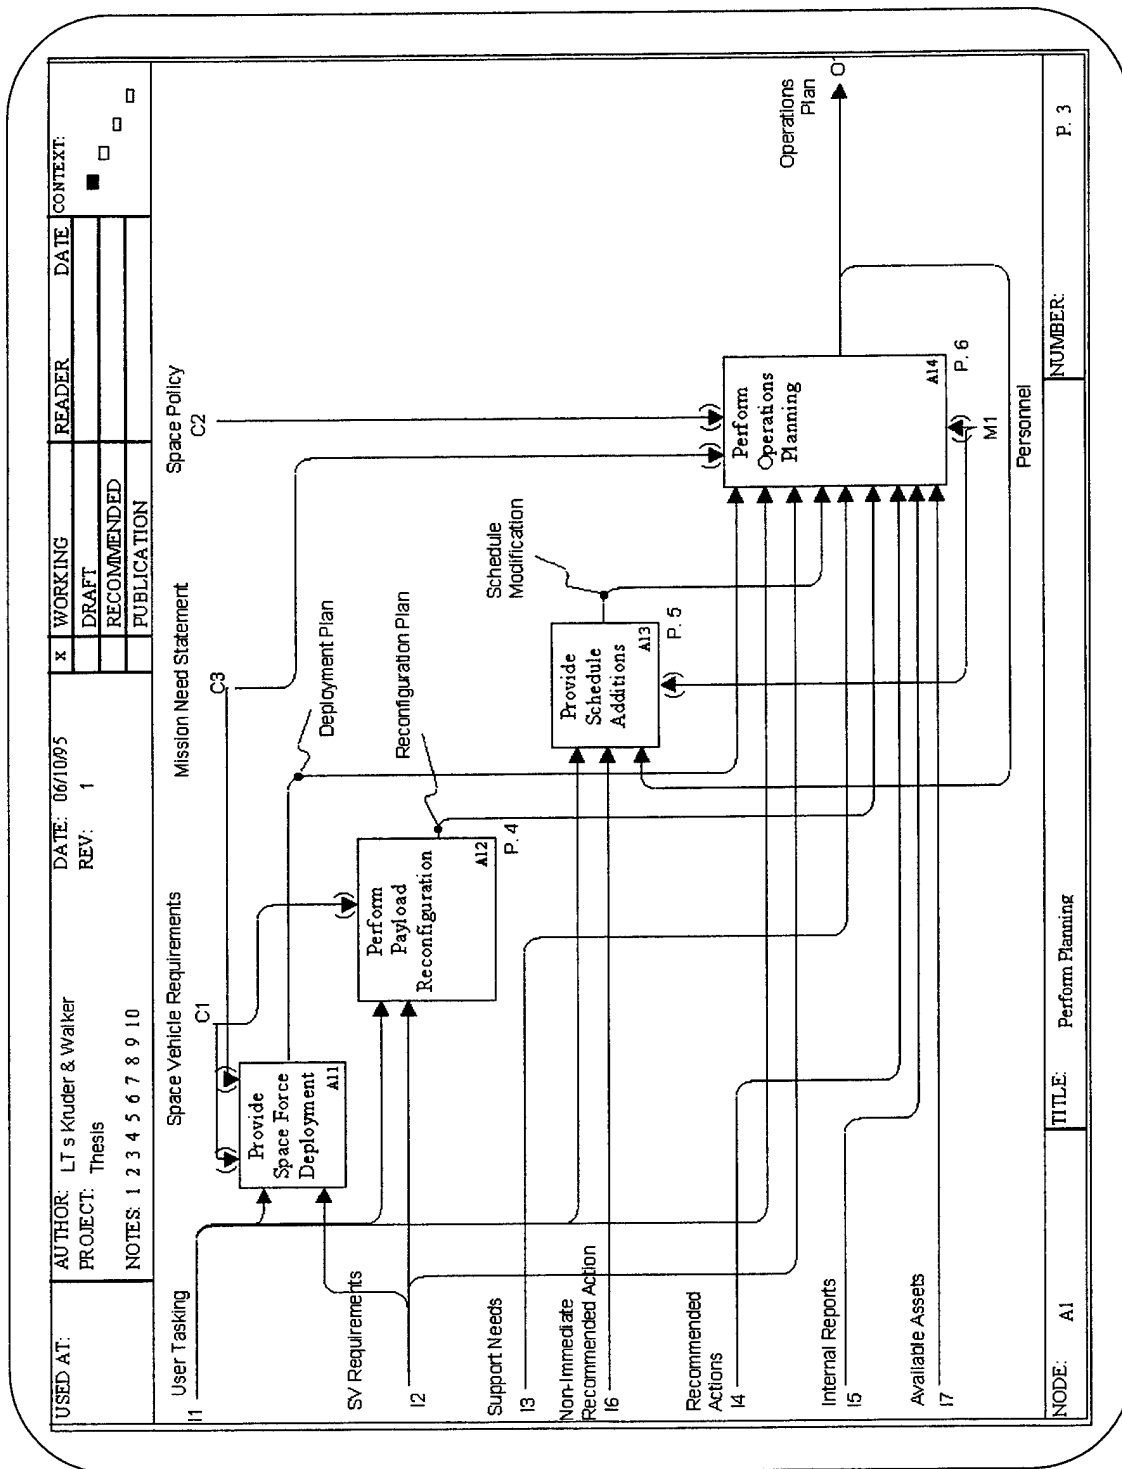 USED AT:
AUTHOR: LT s Kruder & Walker
PROJECT: Thesis
NOTES: 1 2 3 4 5 6 7 8 9 10
DATE: 06/10/95
REV: 1
x WORKING
DRAFT
RECOMMENDED
PUBLICATION
READER DATE
CONTEXT:
User Tasking
I1
Space Vehicle Requirements
C1
Mission Need Statement
C3
Space Policy
C2
Provide
Space Force
Deployment
A11
Deployment Plan
SV Requirements
I2
Perform
Payload
Reconfiguration
A12
P. 4
Reconfiguration Plan
Support Needs
I3
Non-Immediate
Recommended Action
I6
Provide
Schedule
Additions
A13
P. 5
Schedule
Modification
Recommended
Actions
I4
Perform
Operations
Planning
A14
P. 6
Operations
Plan
O
Internal Reports
I5
Available Assets
I7
M1
Personnel
NODE: A1
TITLE: Perform Planning
NUMBER: P. 3